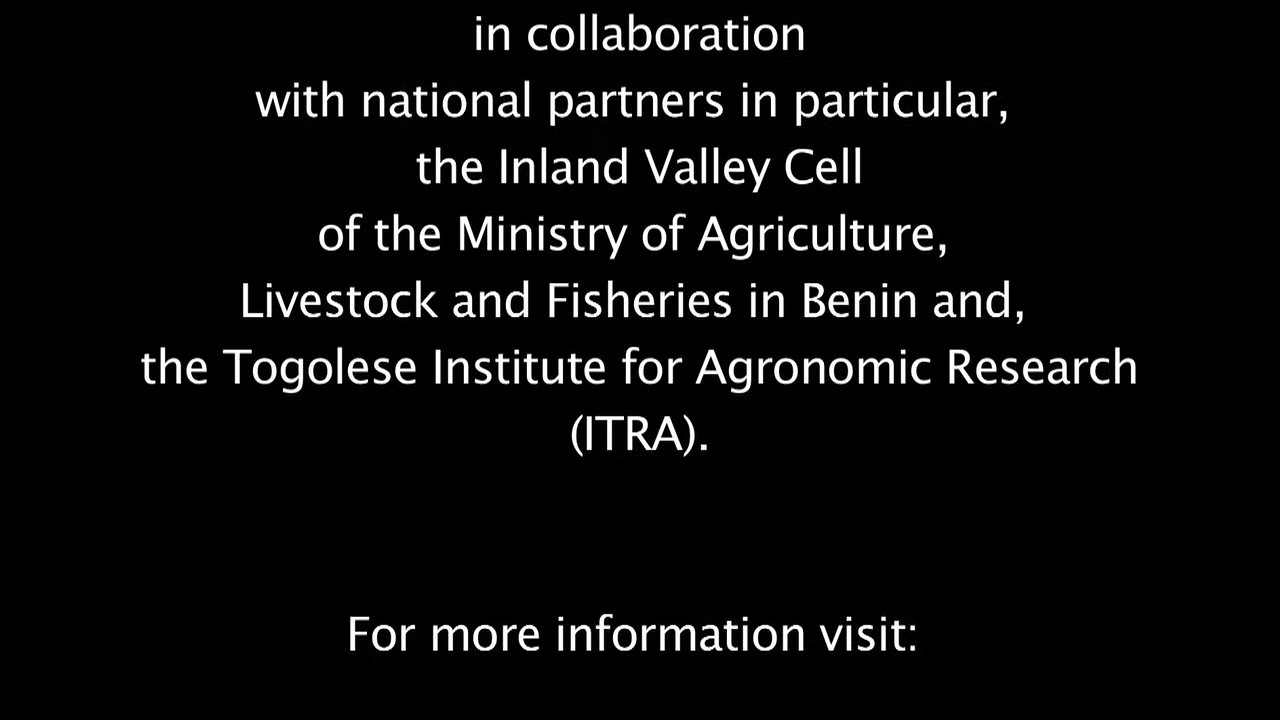 in collaboration
with national partners in particular,
the Inland Valley Cell
of the Ministry of Agriculture,
Livestock and Fisheries in Benin and,
the Togolese Institute for Agronomic Research
(ITRA).
For more information visit: